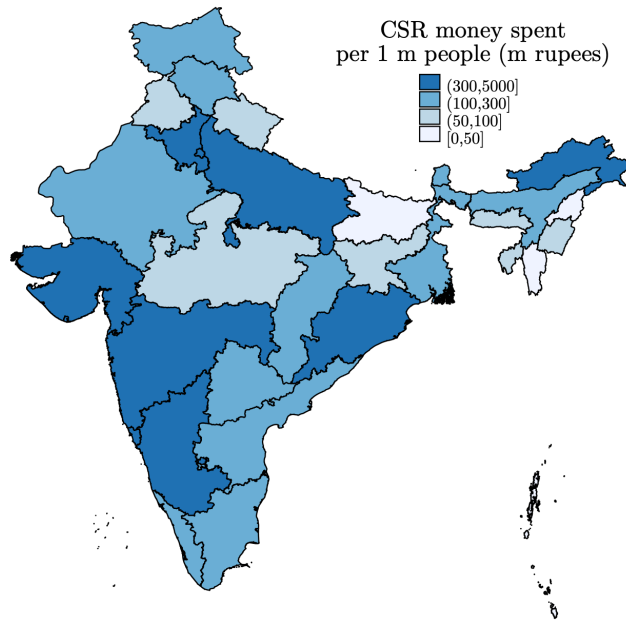 CSR money spent
per 1 m people (m rupees)
(300,5000]
(100,300]
(50,100]
[0,50]